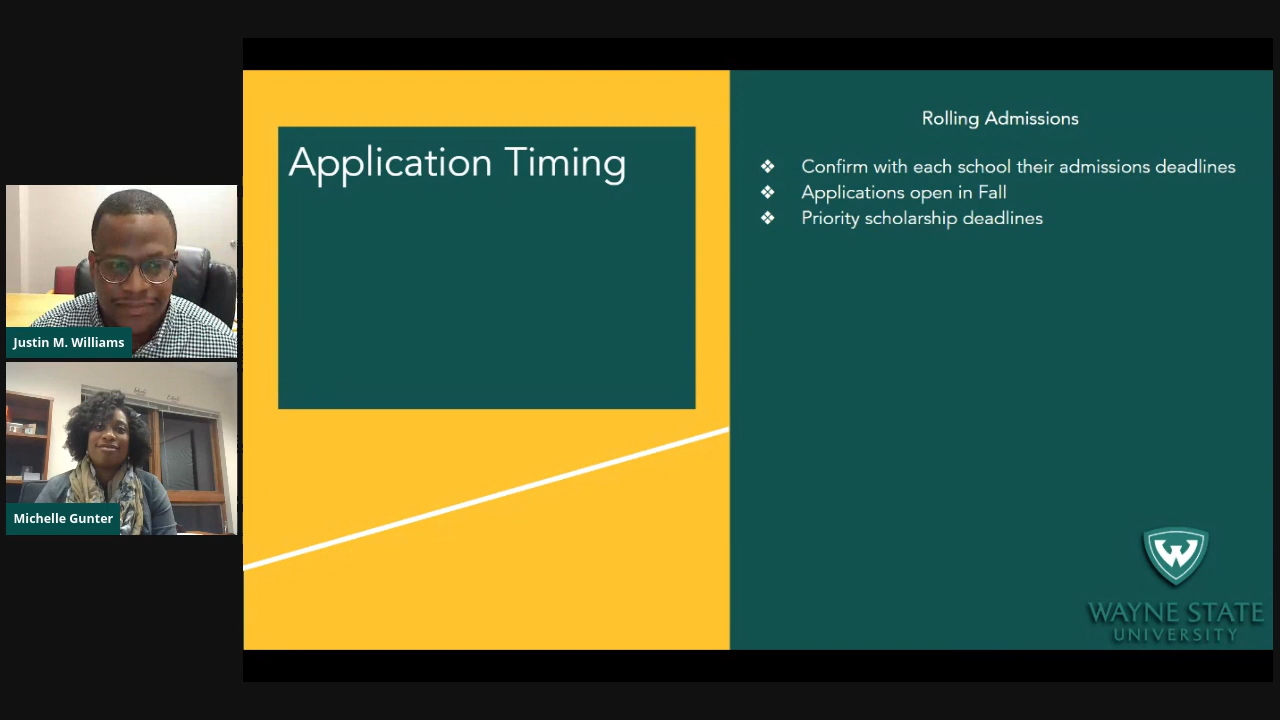 Application Timing
Rolling Admissions
❖ Confirm with each school their admissions deadlines
❖ Applications open in Fall
❖ Priority scholarship deadlines
Justin M. Williams
Michelle Gunter
W
WAYNE STATE
UNIVERSITY